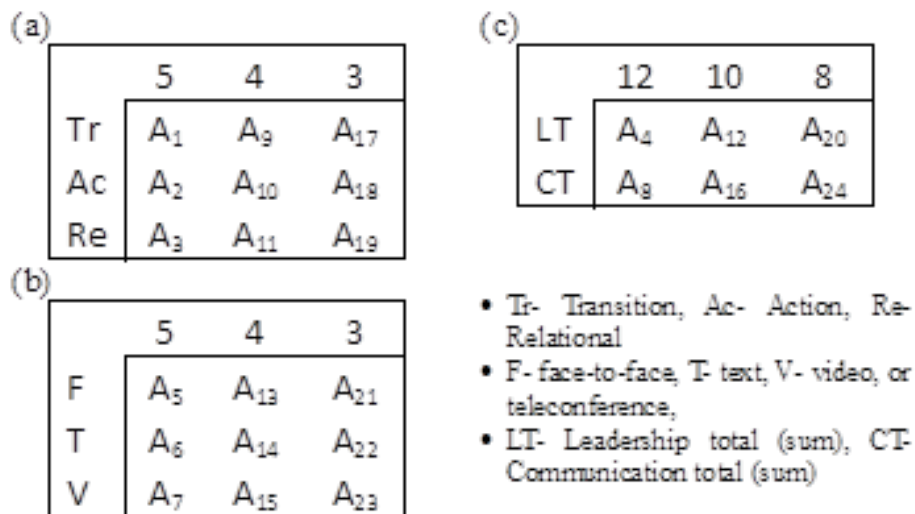 (a)
5 4 3
Tr A₁ A₉ A₁₇
Ac A₂ A₁₀ A₁₈
Re A₃ A₁₁ A₁₉
(b)
5 4 3
F A₅ A₁₃ A₂₁
T A₆ A₁₄ A₂₂
V A₇ A₁₅ A₂₃
(c)
12 10 8
LT A₄ A₁₂ A₂₀
CT A₈ A₁₆ A₂₄
• Tr- Transition, Ac- Action, Re-
Relational
• F- face-to-face, T- text, V- video, or
teleconference,
• LT- Leadership total (sum), CT-
Communication total (sum)